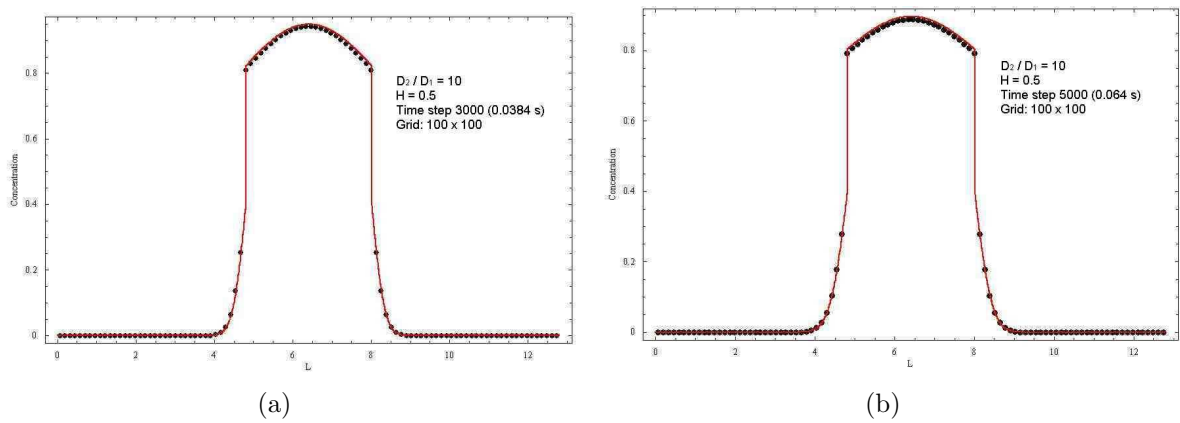 Concentration
0.8
0.6
0.4
0.2
0
D2 / D1 = 10
H = 0.5
Time step 3000 (0.0384 s)
Grid: 100 x 100
0 2 4 6 8 10 12
L
(a)
Concentration
0.8
0.6
0.4
0.2
0
D2 / D1 = 10
H = 0.5
Time step 5000 (0.064 s)
Grid: 100 x 100
0 2 4 6 8 10 12
L
(b)